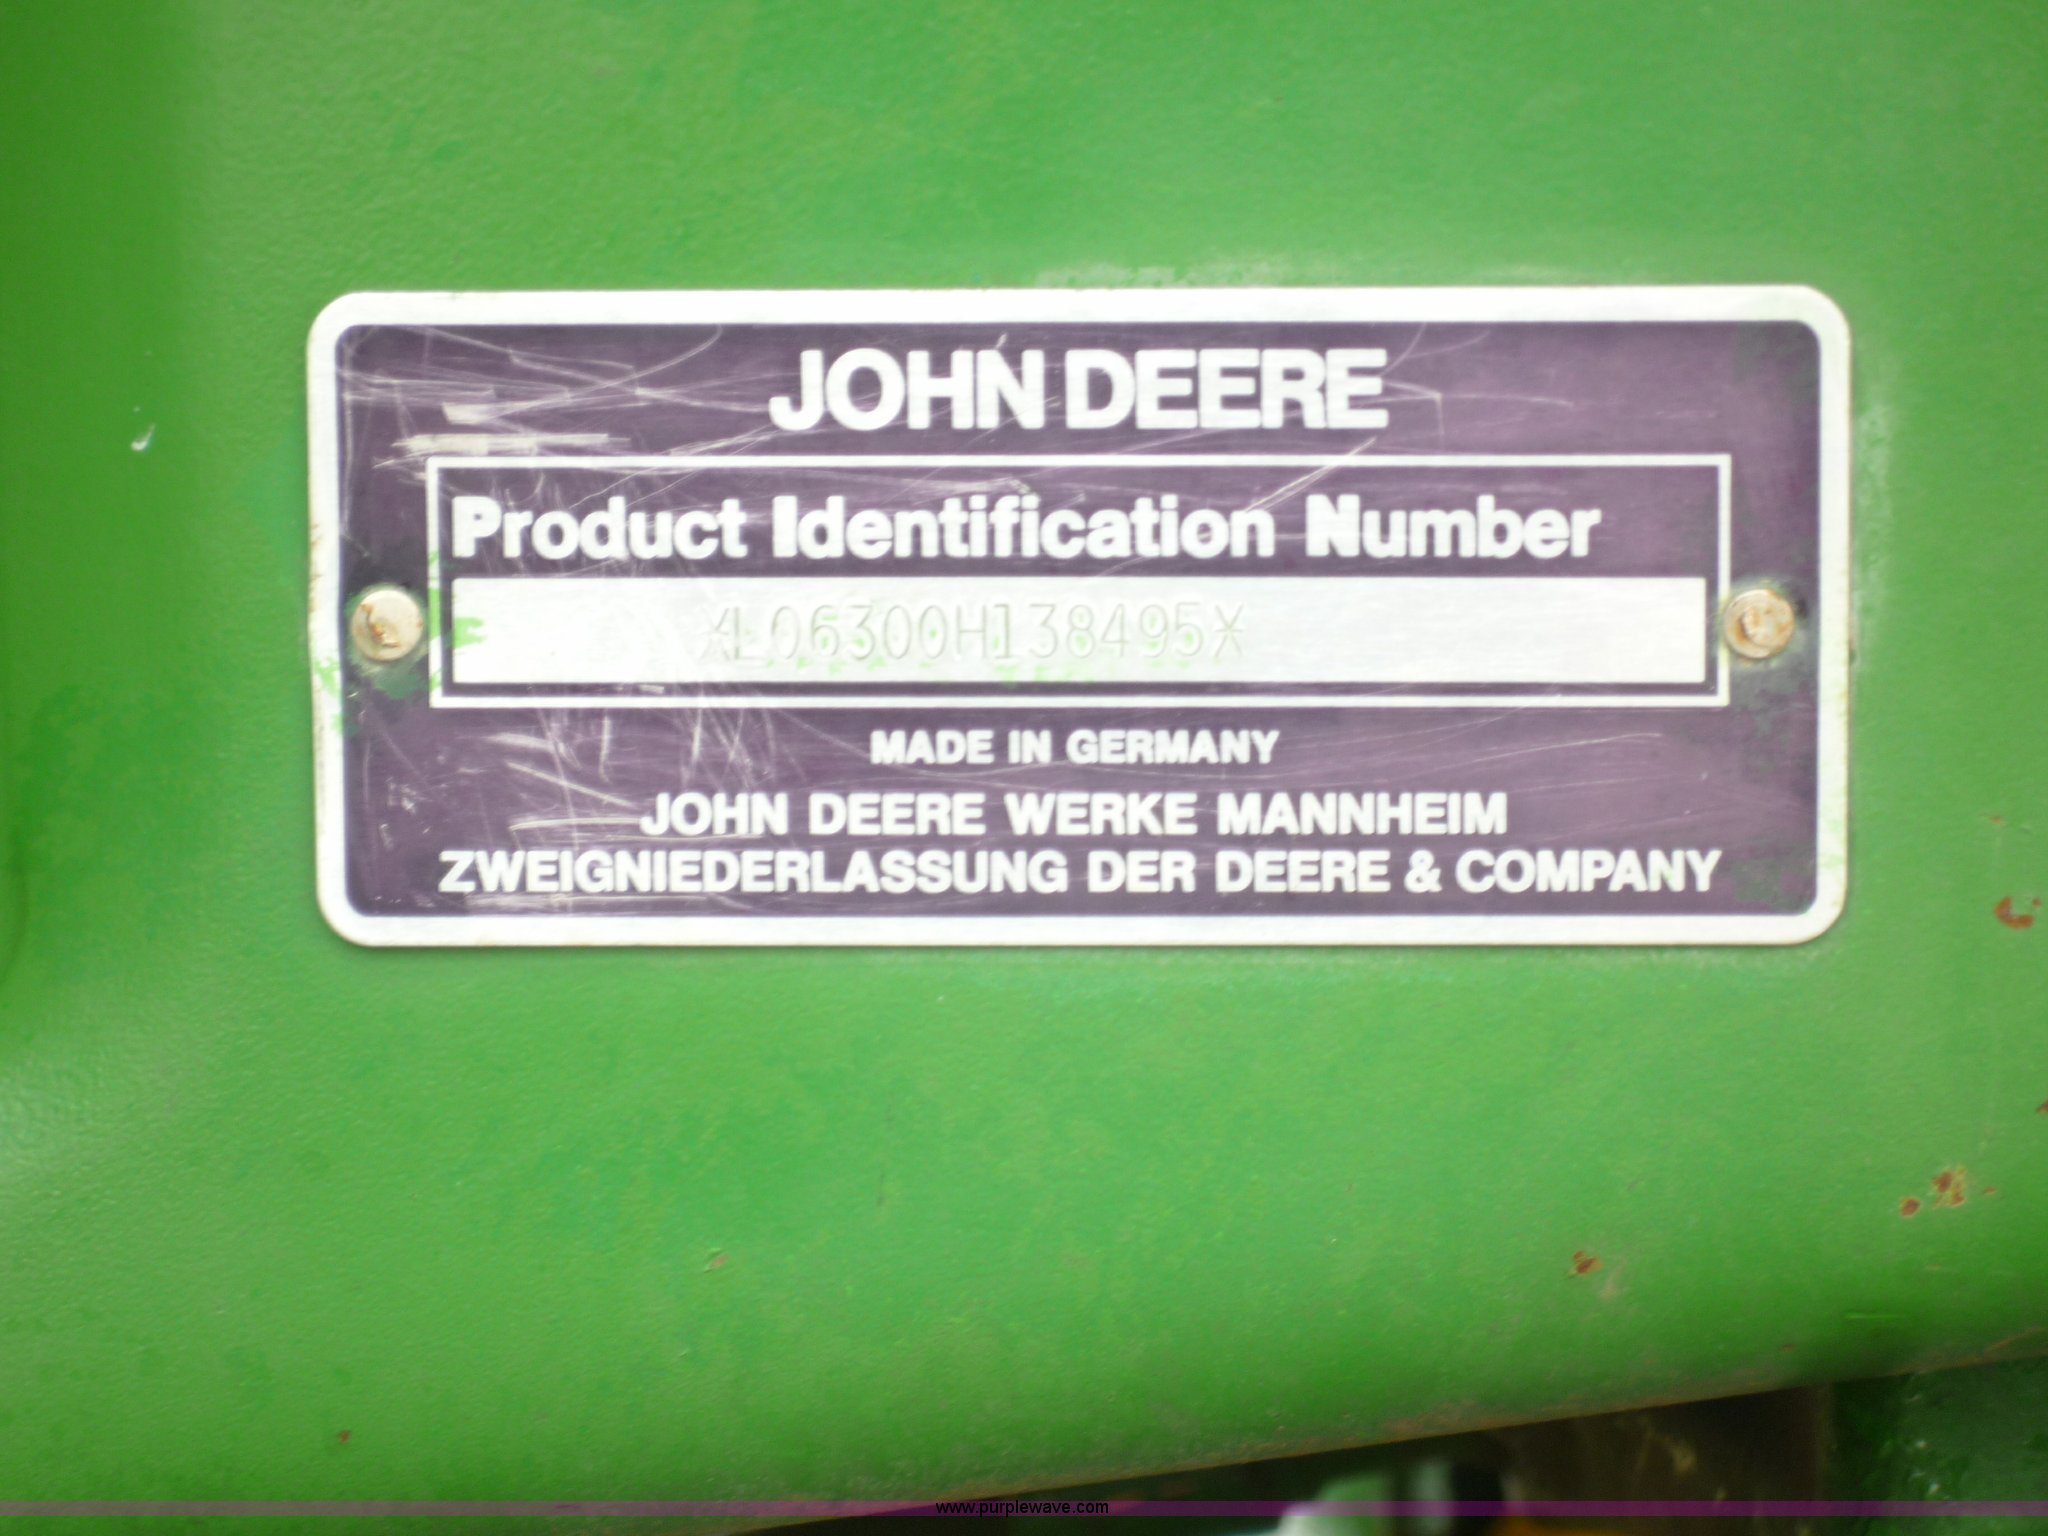 JOHN DEERE
Product Identification Number
*L06300H138495*
MADE IN GERMANY
JOHN DEERE WERKE MANNHEIM
ZWEIGNIEDERLASSUNG DER DEERE & COMPANY
www.purplewave.com